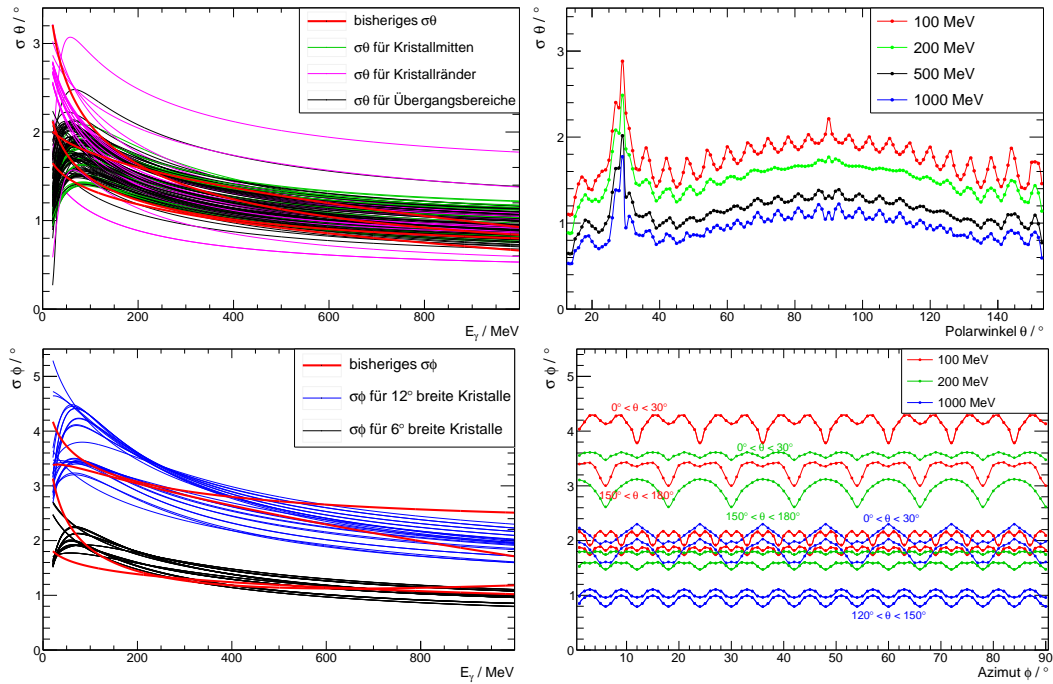 σ θ / °
bisheriges σθ
σθ für Kristallmitten
σθ für Kristallränder
σθ für Übergangsbereiche
3
2
1
0
0 200 400 600 800
E_γ / MeV
σ θ / °
100 MeV
200 MeV
500 MeV
1000 MeV
3
2
1
0
20 40 60 80 100 120 140
Polarwinkel θ / °
σ ϕ / °
bisheriges σϕ
σϕ für 12° breite Kristalle
σϕ für 6° breite Kristalle
5
4
3
2
1
0
0 200 400 600 800
E_γ / MeV
σ ϕ / °
100 MeV
200 MeV
1000 MeV
5
4
3
2
1
0
0° < θ < 30°
0° < θ < 30°
150° < θ < 180°
150° < θ < 180°
0° < θ < 30°
120° < θ < 150°
10 20 30 40 50 60 70 80 90
Azimut ϕ / °